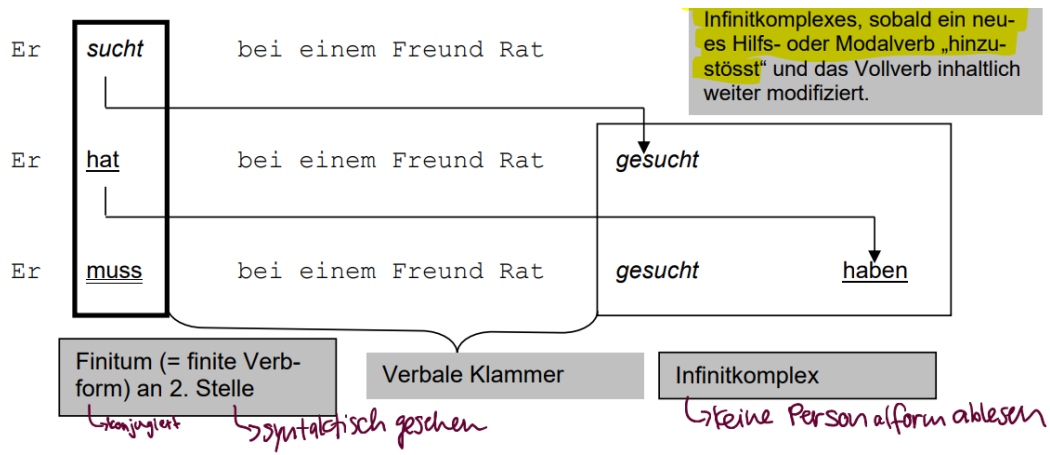 Infinitkomplexes, sobald ein neu-
es Hilfs- oder Modalverb „hinzu-
stösst“ und das Vollverb inhaltlich
weiter modifiziert.
Er sucht bei einem Freund Rat
Er hat bei einem Freund Rat gesucht
Er muss bei einem Freund Rat gesucht haben
Finitum (= finite Verb-
form) an 2. Stelle
Verbale Klammer
Infinitkomplex
konjugiert
syntaktisch gesehen
keine Personalform ablesen